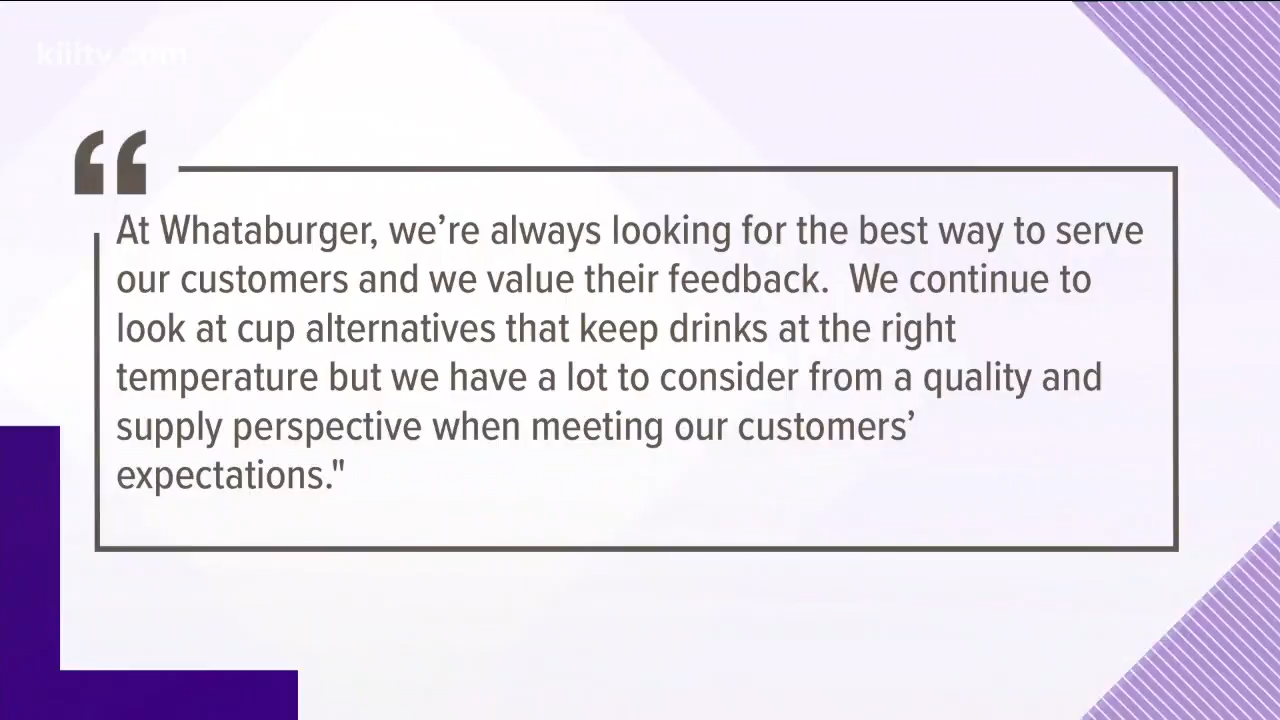 kiiitv.com
“
At Whataburger, we’re always looking for the best way to serve
our customers and we value their feedback.  We continue to
look at cup alternatives that keep drinks at the right
temperature but we have a lot to consider from a quality and
supply perspective when meeting our customers’
expectations."